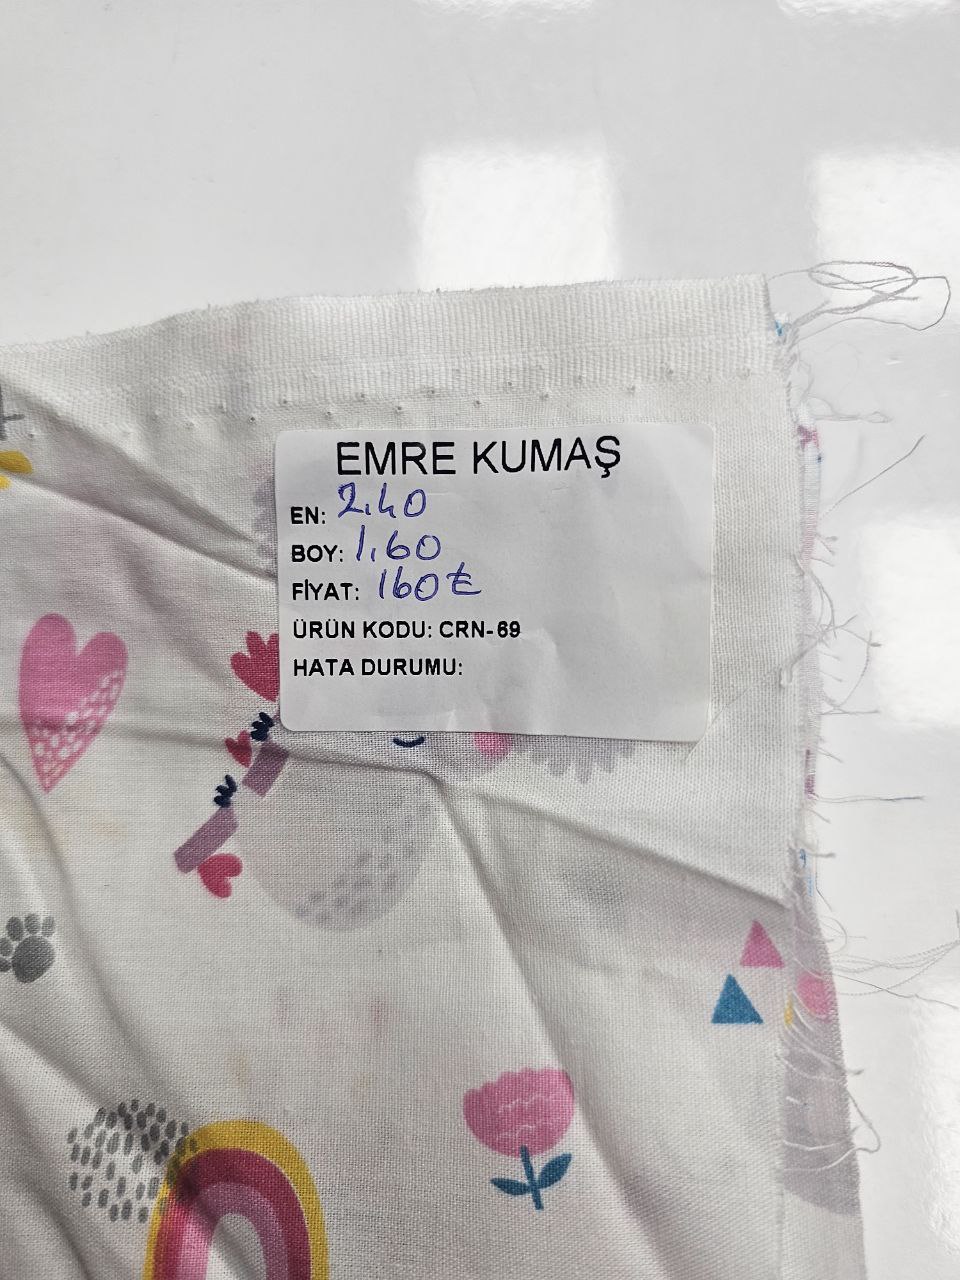 EMRE KUMAŞ
EN: 2.40
BOY: 1.60
FİYAT: 160₺
ÜRÜN KODU: CRN-69
HATA DURUMU: